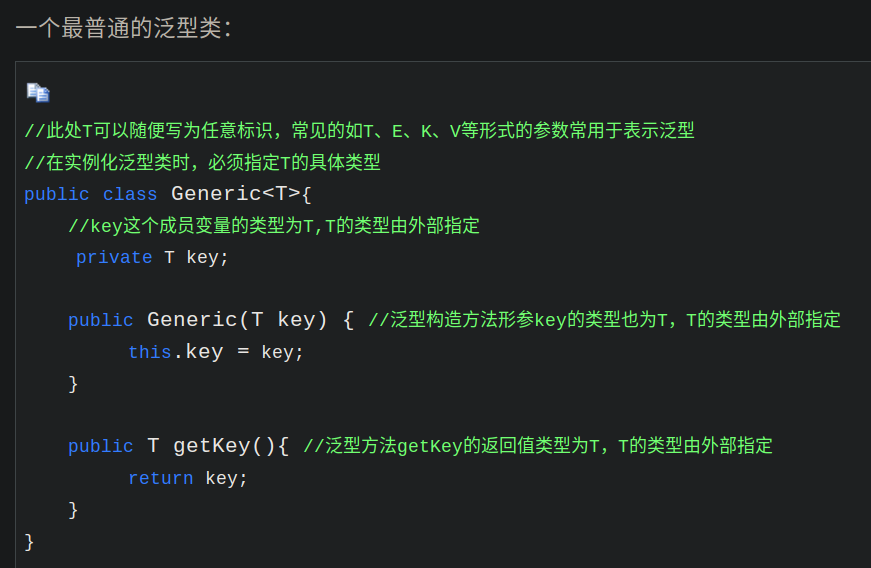 一个最普通的泛型类：
//此处T可以随便写为任意标识，常见的如T、E、K、V等形式的参数常用于表示泛型
//在实例化泛型类时，必须指定T的具体类型
public class Generic<T>{
//key这个成员变量的类型为T,T的类型由外部指定
private T key;
public Generic(T key) { //泛型构造方法形参key的类型也为T，T的类型由外部指定
this.key = key;
}
public T getKey(){ //泛型方法getKey的返回值类型为T，T的类型由外部指定
return key;
}
}